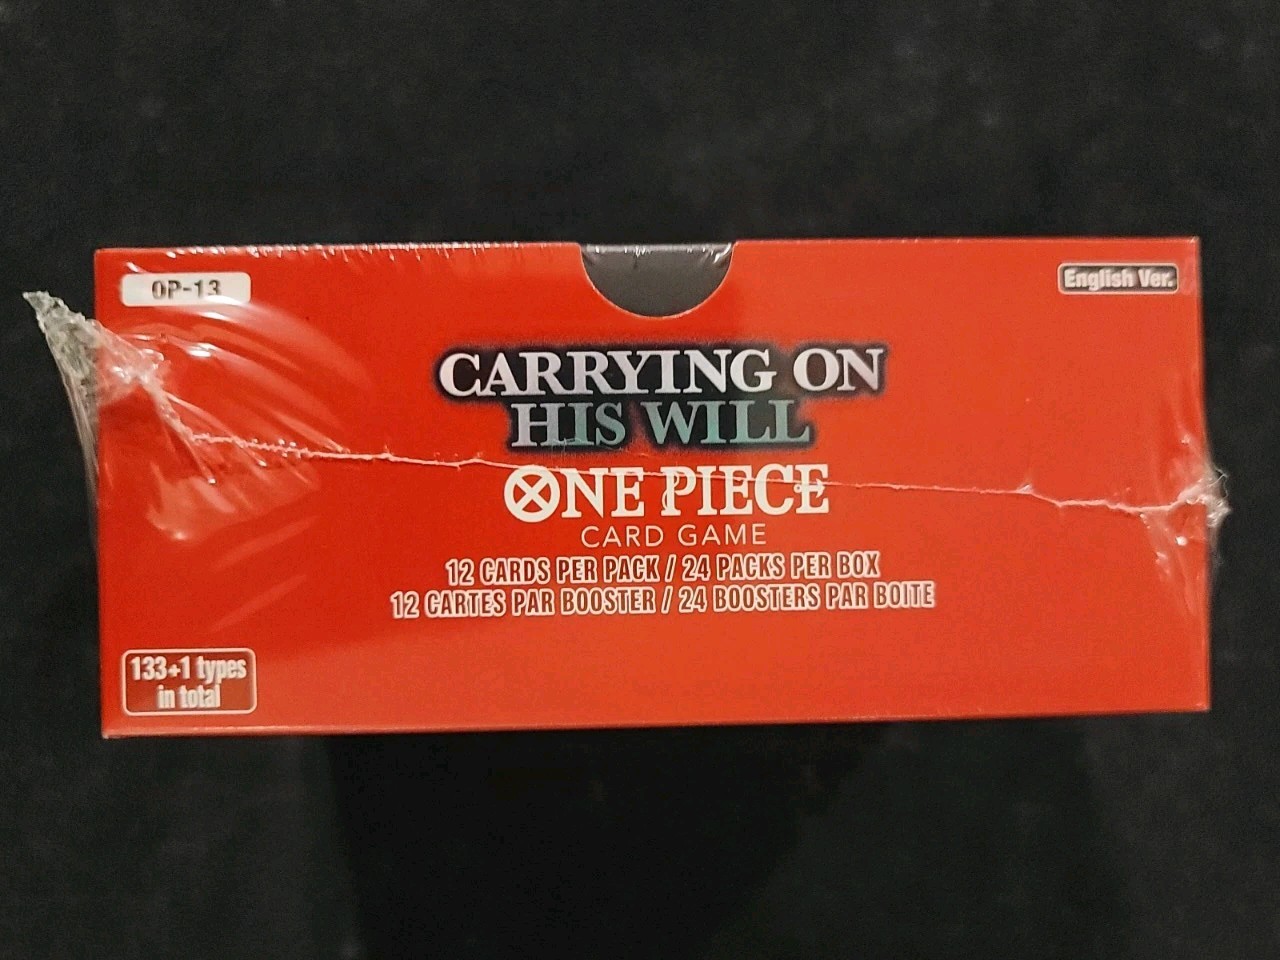 OP-13
English Ver.
CARRYING ON
HIS WILL
ONE PIECE
CARD GAME
12 CARDS PER PACK / 24 PACKS PER BOX
12 CARTES PAR BOOSTER / 24 BOOSTERS PAR BOITE
133+1 types
in total